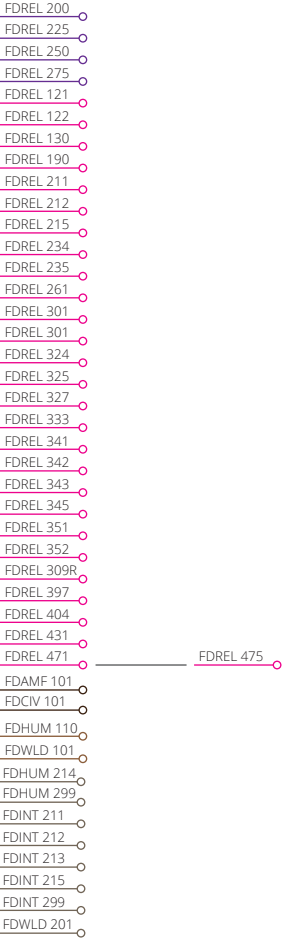 FDREL 200
FDREL 225
FDREL 250
FDREL 275
FDREL 121
FDREL 122
FDREL 130
FDREL 190
FDREL 211
FDREL 212
FDREL 215
FDREL 234
FDREL 235
FDREL 261
FDREL 301
FDREL 301
FDREL 324
FDREL 325
FDREL 327
FDREL 333
FDREL 341
FDREL 342
FDREL 343
FDREL 345
FDREL 351
FDREL 352
FDREL 309R
FDREL 397
FDREL 404
FDREL 431
FDREL 471 FDREL 475
FDAMF 101
FDCIV 101
FDHUM 110
FDWLD 101
FDHUM 214
FDHUM 299
FDINT 211
FDINT 212
FDINT 213
FDINT 215
FDINT 299
FDWLD 201